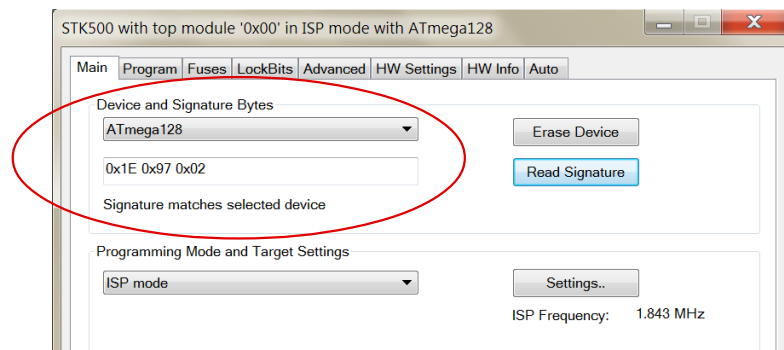 STK500 with top module '0x00' in ISP mode with ATmega128
Main Program Fuses LockBits Advanced HW Settings HW Info Auto
Device and Signature Bytes
ATmega128
Erase Device
0x1E 0x97 0x02
Read Signature
Signature matches selected device
Programming Mode and Target Settings
ISP mode
Settings..
ISP Frequency: 1.843 MHz